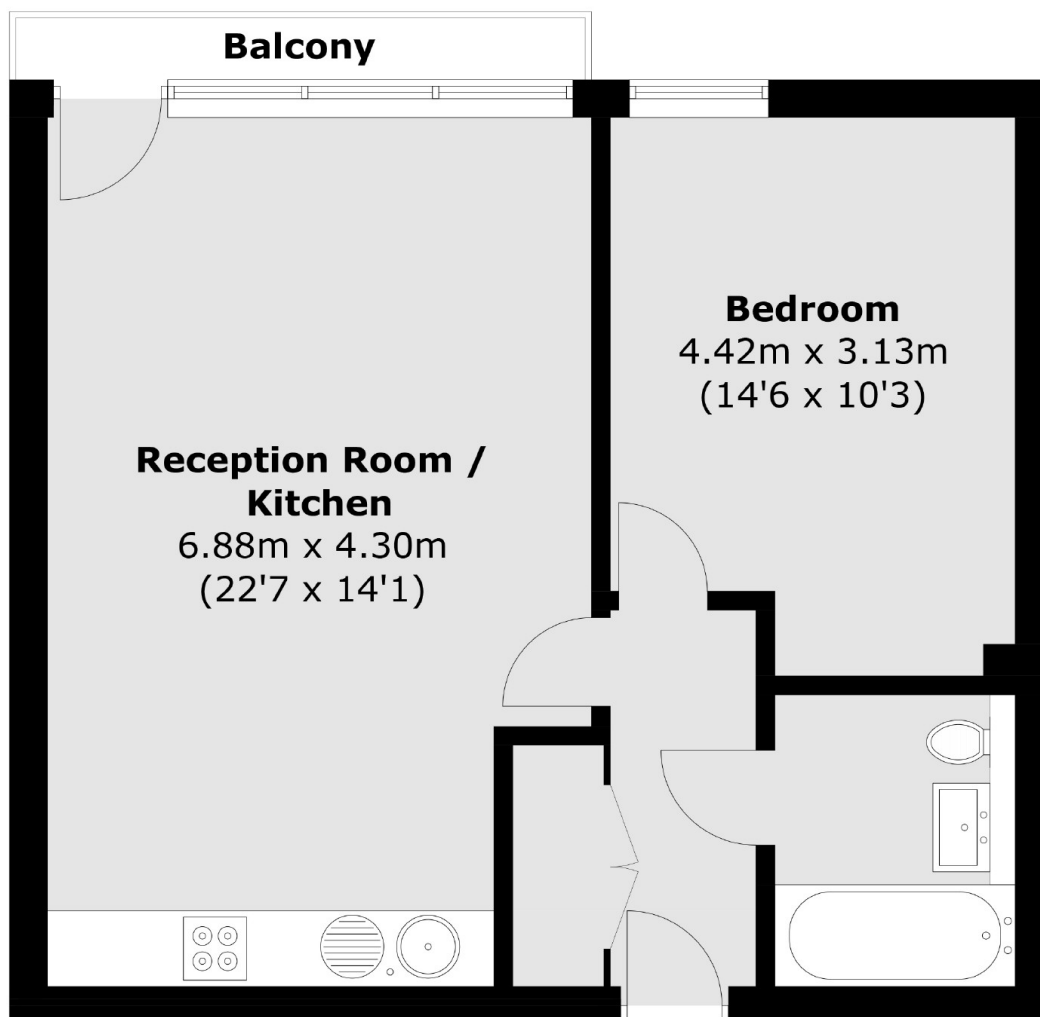 Balcony
Bedroom
4.42m x 3.13m
(14'6 x 10'3)
Reception Room /
Kitchen
6.88m x 4.30m
(22'7 x 14'1)